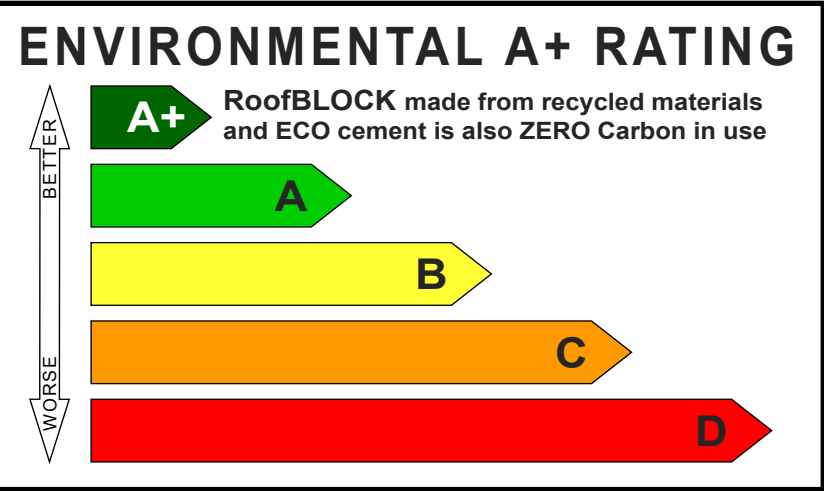 ENVIRONMENTAL A+ RATING
A+
RoofBLOCK made from recycled materials
and ECO cement is also ZERO Carbon in use
BETTER
A
B
C
WORSE
D